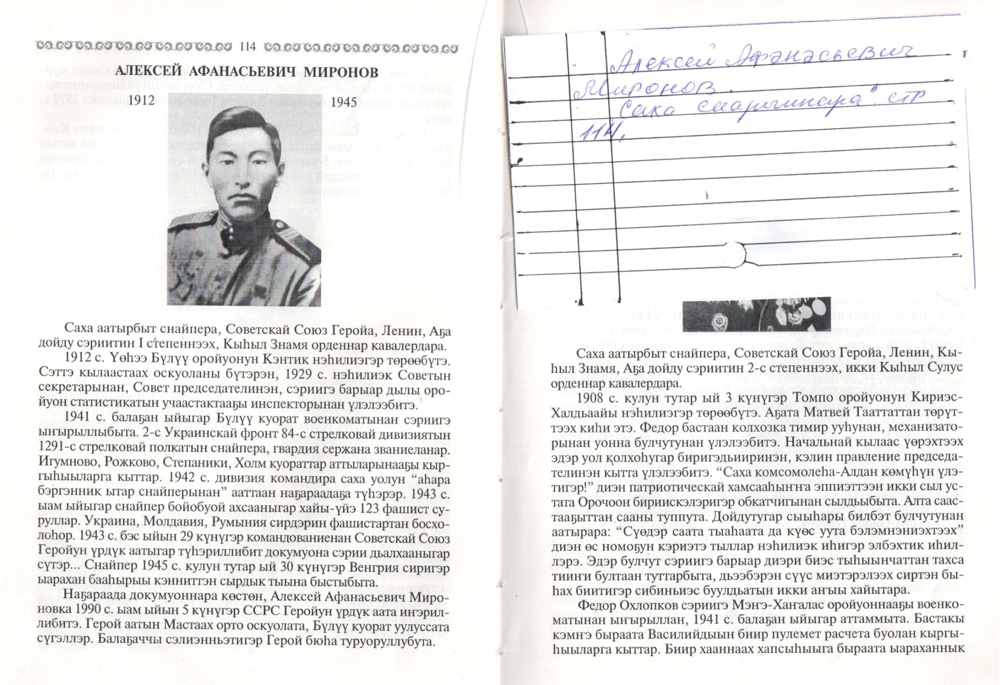 114
АЛЕКСЕЙ АФАНАСЬЕВИЧ МИРОНОВ
1912
1945
Саха аатырбыт снайпера, Советскай Союз Геройа, Ленин, Аҕа
дойду сэриитин I степеннээх, Кыһыл Знамя орденнар кавалердара.
1912 с. Үөһээ Бүлүү оройуонун Кэнтик нэһилиэгэр төрөөбүтэ.
Сэттэ кылаастаах оскуоланы бүтэрэн, 1929 с. нэһилиэк Советын
секретарынан, Совет председателинэн, сэриигэ барыар дылы оро-
йуон статистикатын учаастактааҕы инспекторынан үлэлээбитэ.
1941 с. балаҕан ыйыгар Бүлүү куорат военкоматынан сэриигэ
ыҥырыллыбыта. 2-с Украинскай фронт 84-с стрелковай дивизиятын
1291-с стрелковай полкатын снайпера, гвардия сержана званиеланар.
Игумново, Рожково, Степаники, Холм куораттар аттыларынааҕы кыр-
гыһыыларга кыттар. 1942 с. дивизия командира саха уолун “аһара
бэргэнник ытар снайперынан” ааттаан наҕараадаҕа түһэрэр. 1943 с.
ыам ыйыгар снайпер бойобуой ахсааныгар хайы-үйэ 123 фашист су-
руллар. Украина, Молдавия, Румыния сирдэрин фашистартан босхо-
лоһор. 1943 с. бэс ыйын 29 күнүгэр командованиенан Советскай Союз
Геройун үрдүк аатыгар түһэриллибит докумуона сэрии дьалхааныгар
сүтэр... Снайпер 1945 с. кулун тутар ый 30 күнүгэр Венгрия сиригэр
ыарахан бааһырыы кэнниттэн сырдык тыына быстыбыта.
Наҕараада докумуоннара көстөн, Алексей Афанасьевич Миро-
новка 1990 с. ыам ыйын 5 күнүгэр ССРС Геройун үрдүк аата иҥэрил-
либитэ. Герой аатын Мастаах орто оскуолата, Бүлүү куорат уулуссата
сүгэллэр. Балаҕаччы сэлиэнньэтигэр Герой бюһа туруоруллубута.
Алексей Афанасьевич
Миронов.
Саха снайпердара". стр
114.
Саха аатырбыт снайпера, Советскай Союз Геройа, Ленин, Кы-
һыл Знамя, Аҕа дойду сэриитин 2-с степеннээх, икки Кыһыл Сулус
орденнар кавалердара.
1908 с. кулун тутар ый 3 күнүгэр Томпо оройуонун Кириэс-
Халдьаайы нэһилиэгэр төрөөбүтэ. Аҕата Матвей Тааттаттан төрүт-
тээх киһи этэ. Федор бастаан колхозка тимир ууһунан, механизато-
рынан уонна булчутунан үлэлээбитэ. Начальнай кылаас үөрэхтээх
эдэр уол колхоһугар биригэдьииринэн, кэлин правление председа-
телинэн кытта үлэлээбитэ. “Саха комсомолеһа-Алдан көмүһүн үлэ-
тигэр!” диэн патриотическай хамсааһыҥҥа эппиэттээн икки сыл ус-
тата Орочоон бириискэлэригэр обкатчигынан сылдьыбыта. Алта саас-
тааҕыттан сааны туппута. Дойдутугар сыыһары билбэт булчутунан
аатырара: “Сүөдэр саата тыаһаата да күөс уута бэлэмнэниэхтээх”
диэн өс номоҕун кэриэтэ тыллар нэһилиэк иһигэр элбэхтик иһил-
лэрэ. Эдэр булчут сэриигэ барыар диэри биэс тыһыынчаттан тахса
тииҥи бултаан туттарбыта, дьээбэрэн сүүс миэтэрэлээх сиртэн бы-
һах биитигэр сибиньиэс буулдьатын икки аҥыы хайытара.
Федор Охлопков сэриигэ Мэҥэ-Хаҥалас оройуоннааҕы военко-
матынан ыҥырыллан, 1941 с. балаҕан ыйыгар аттаммыта. Бастакы
кэмҥэ быраата Василийдыын биир пулемет расчета буолан кыргы-
һыыларга кыттар. Биир хааннаах хапсыһыыга быраата ыараханнык